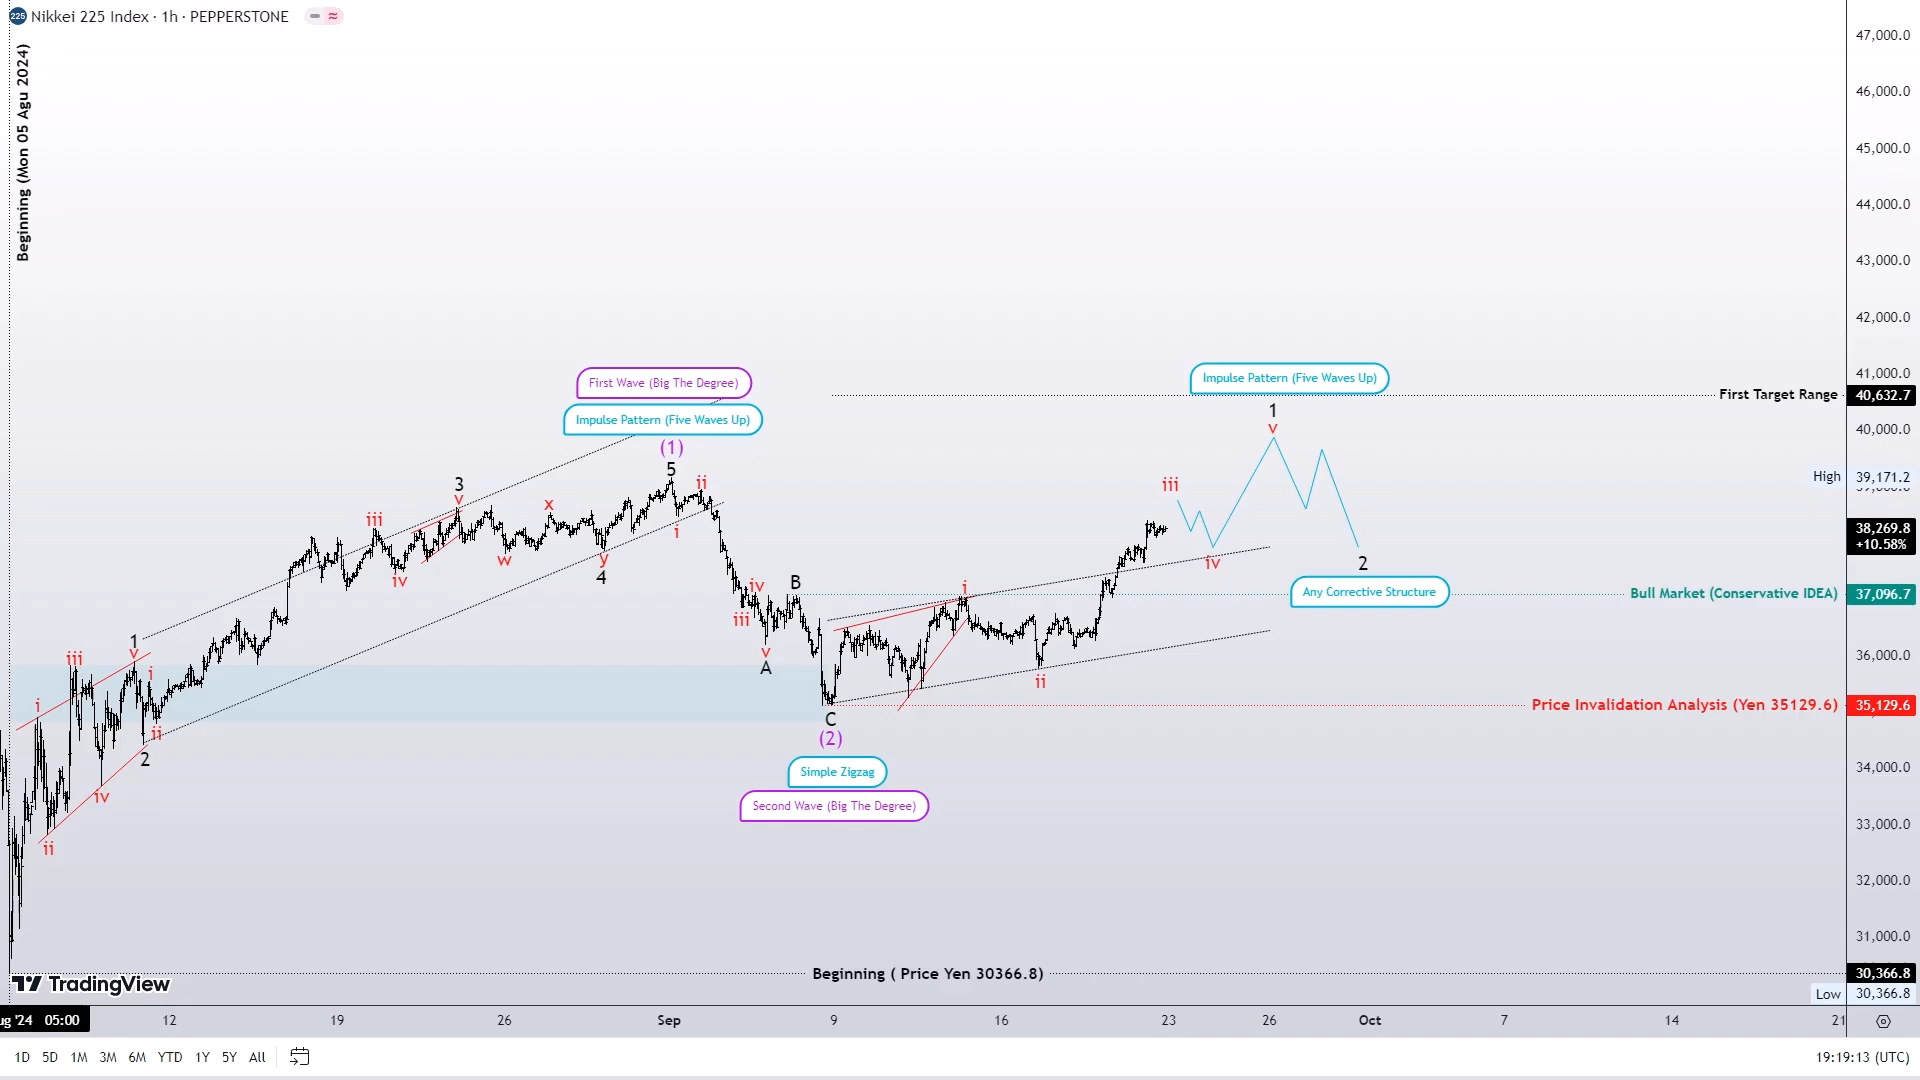 225 Nikkei 225 Index · 1h · PEPPERSTONE
Beginning (Mon 05 Agu 2024)
47,000.0
46,000.0
45,000.0
44,000.0
43,000.0
42,000.0
41,000.0
First Target Range 40,632.7
40,000.0
High 39,171.2
38,269.8
+10.58%
Bull Market (Conservative IDEA) 37,096.7
36,000.0
Price Invalidation Analysis (Yen 35129.6) 35,129.6
34,000.0
33,000.0
32,000.0
31,000.0
Beginning ( Price Yen 30366.8) 30,366.8
Low 30,366.8
First Wave (Big The Degree)
Impulse Pattern (Five Waves Up)
(1)
5
ii
i
3
v
iii
iv
x
w
y
4
1
v
iii
i
i
ii
2
iv
ii
iv
B
iii
v
A
C
(2)
Simple Zigzag
Second Wave (Big The Degree)
i
ii
iii
iv
Impulse Pattern (Five Waves Up)
1
v
2
Any Corrective Structure
TradingView
ug '24 05:00
12
19
26
Sep
9
16
23
26
Oct
7
14
21
1D 5D 1M 3M 6M YTD 1Y 5Y All
19:19:13 (UTC)